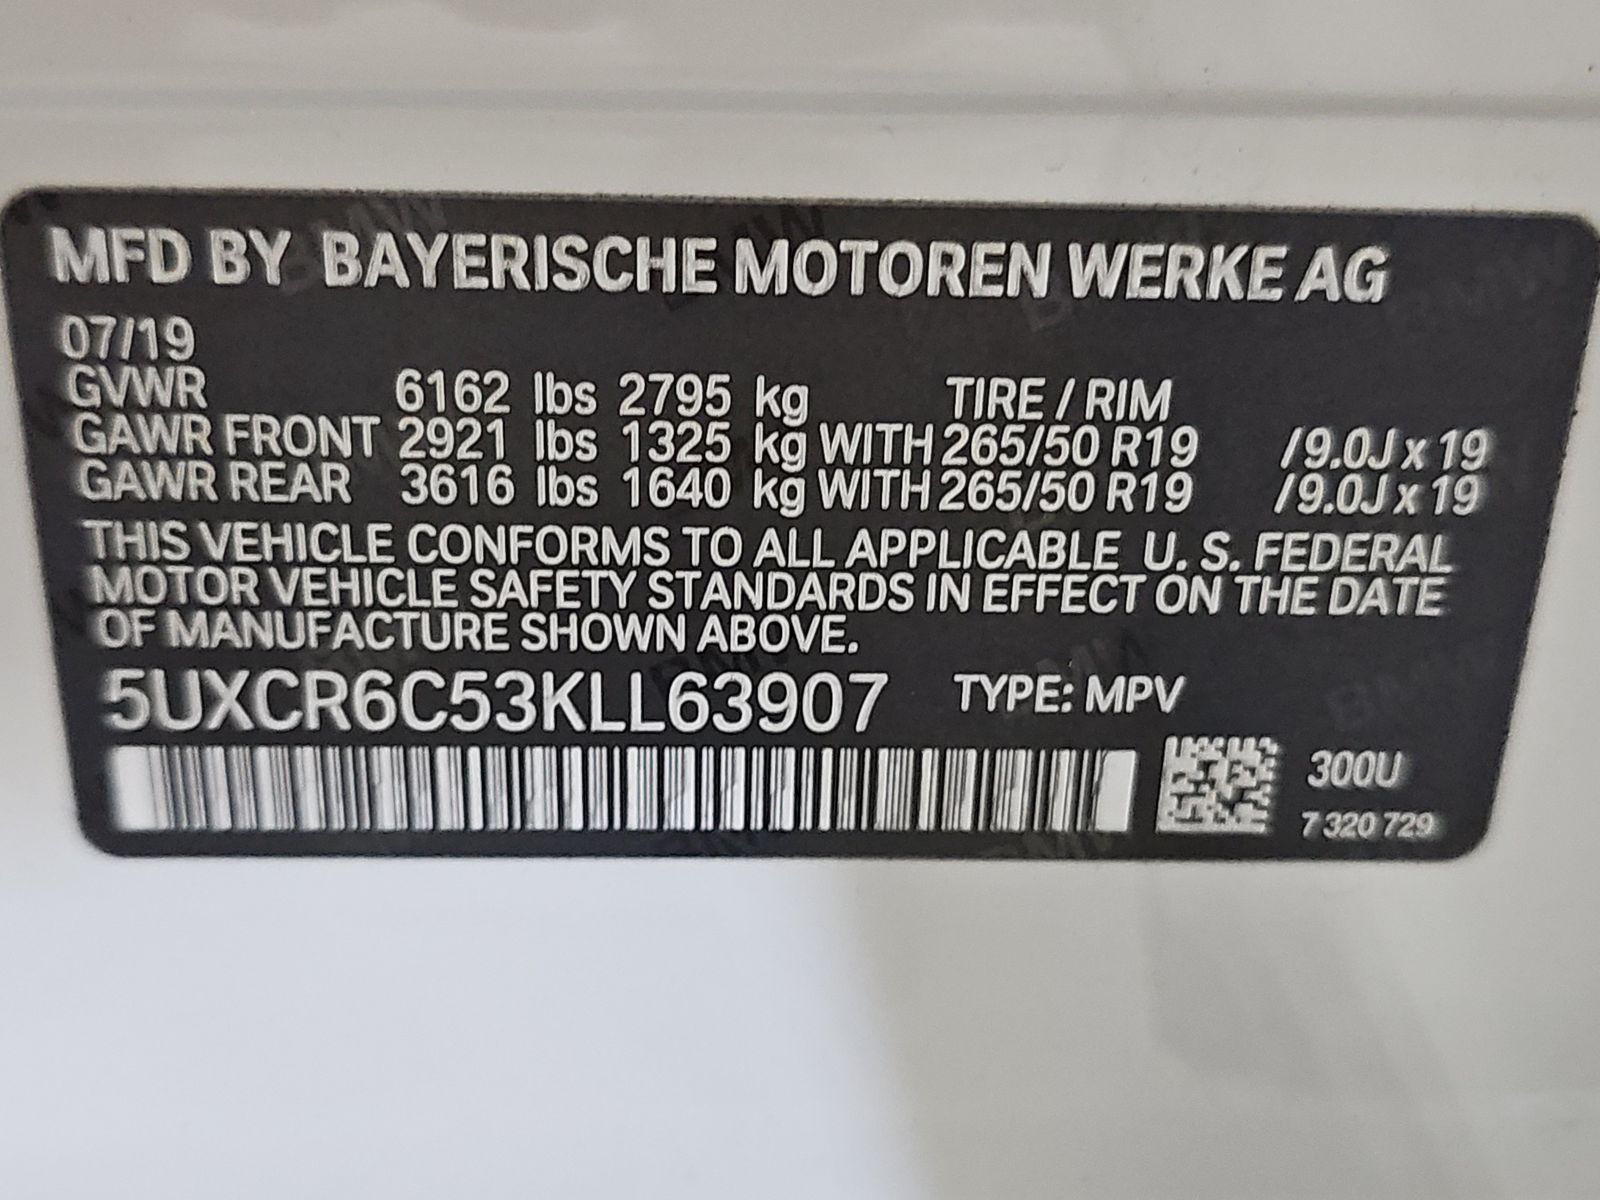 MFD BY BAYERISCHE MOTOREN WERKE AG
07/19
GVWR 6162 lbs 2795 kg TIRE / RIM
GAWR FRONT 2921 lbs 1325 kg WITH 265/50 R19 /9.0J x 19
GAWR REAR 3616 lbs 1640 kg WITH 265/50 R19 /9.0J x 19
THIS VEHICLE CONFORMS TO ALL APPLICABLE U. S. FEDERAL
MOTOR VEHICLE SAFETY STANDARDS IN EFFECT ON THE DATE
OF MANUFACTURE SHOWN ABOVE.
5UXCR6C53KLL63907 TYPE: MPV
300U
7 320 729